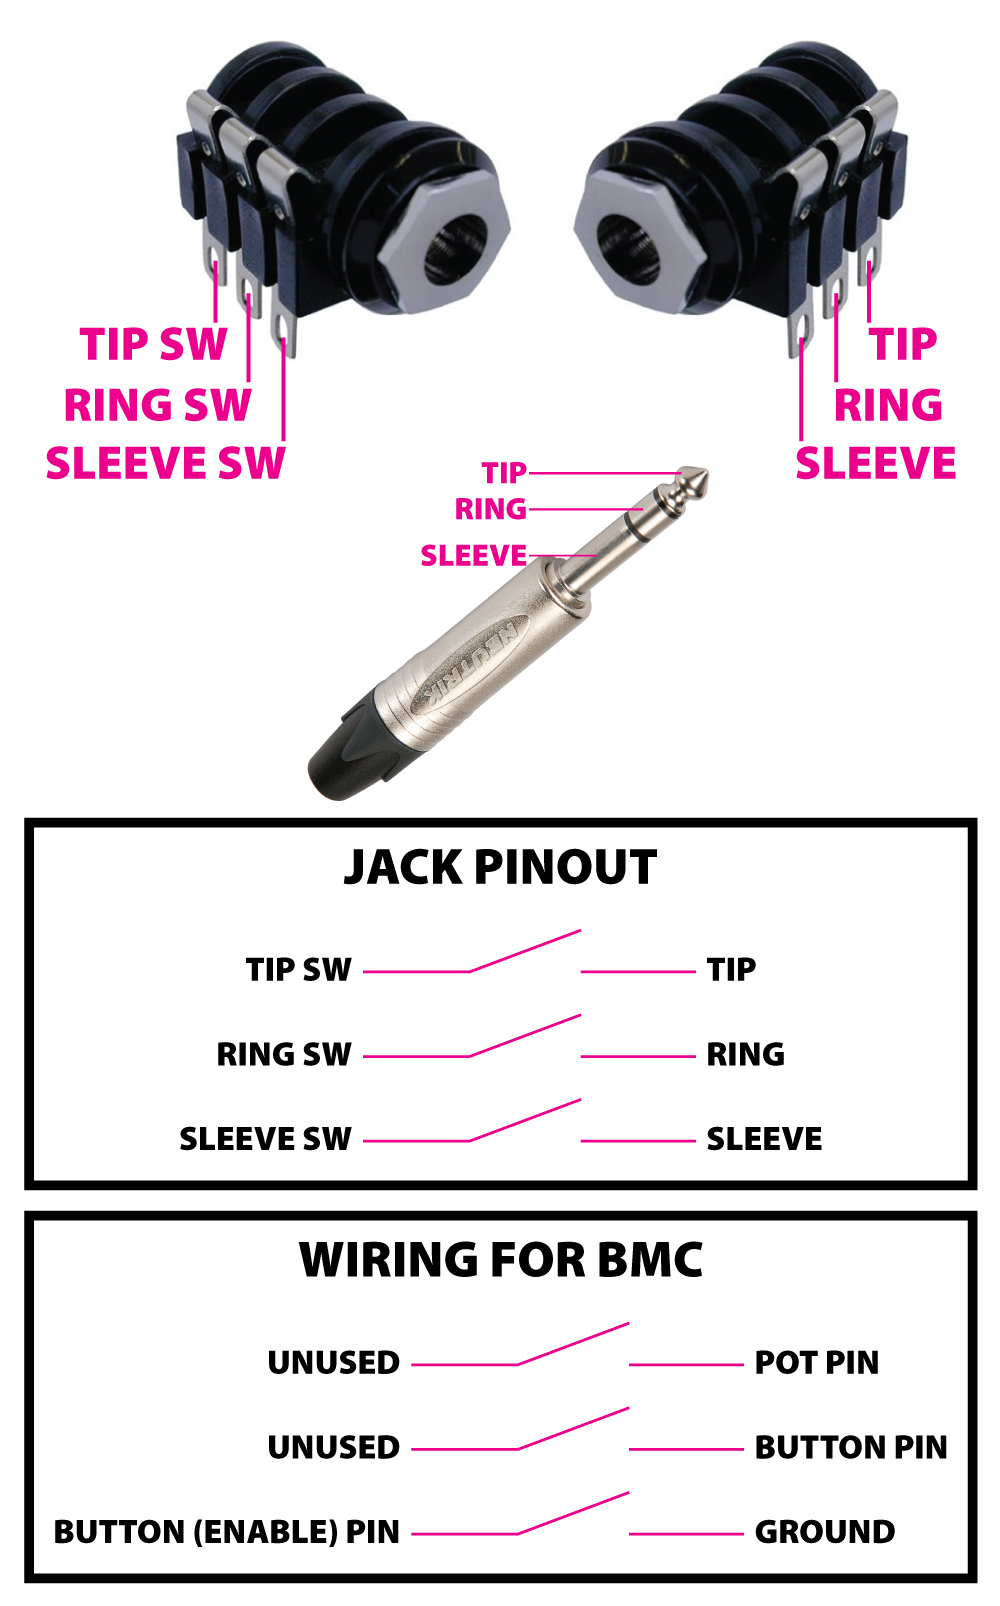 TIP SW
RING SW
SLEEVE SW
TIP
RING
SLEEVE
TIP
RING
SLEEVE
NEUTRIK
JACK PINOUT
TIP SW TIP
RING SW RING
SLEEVE SW SLEEVE
WIRING FOR BMC
UNUSED POT PIN
UNUSED BUTTON PIN
BUTTON (ENABLE) PIN GROUND